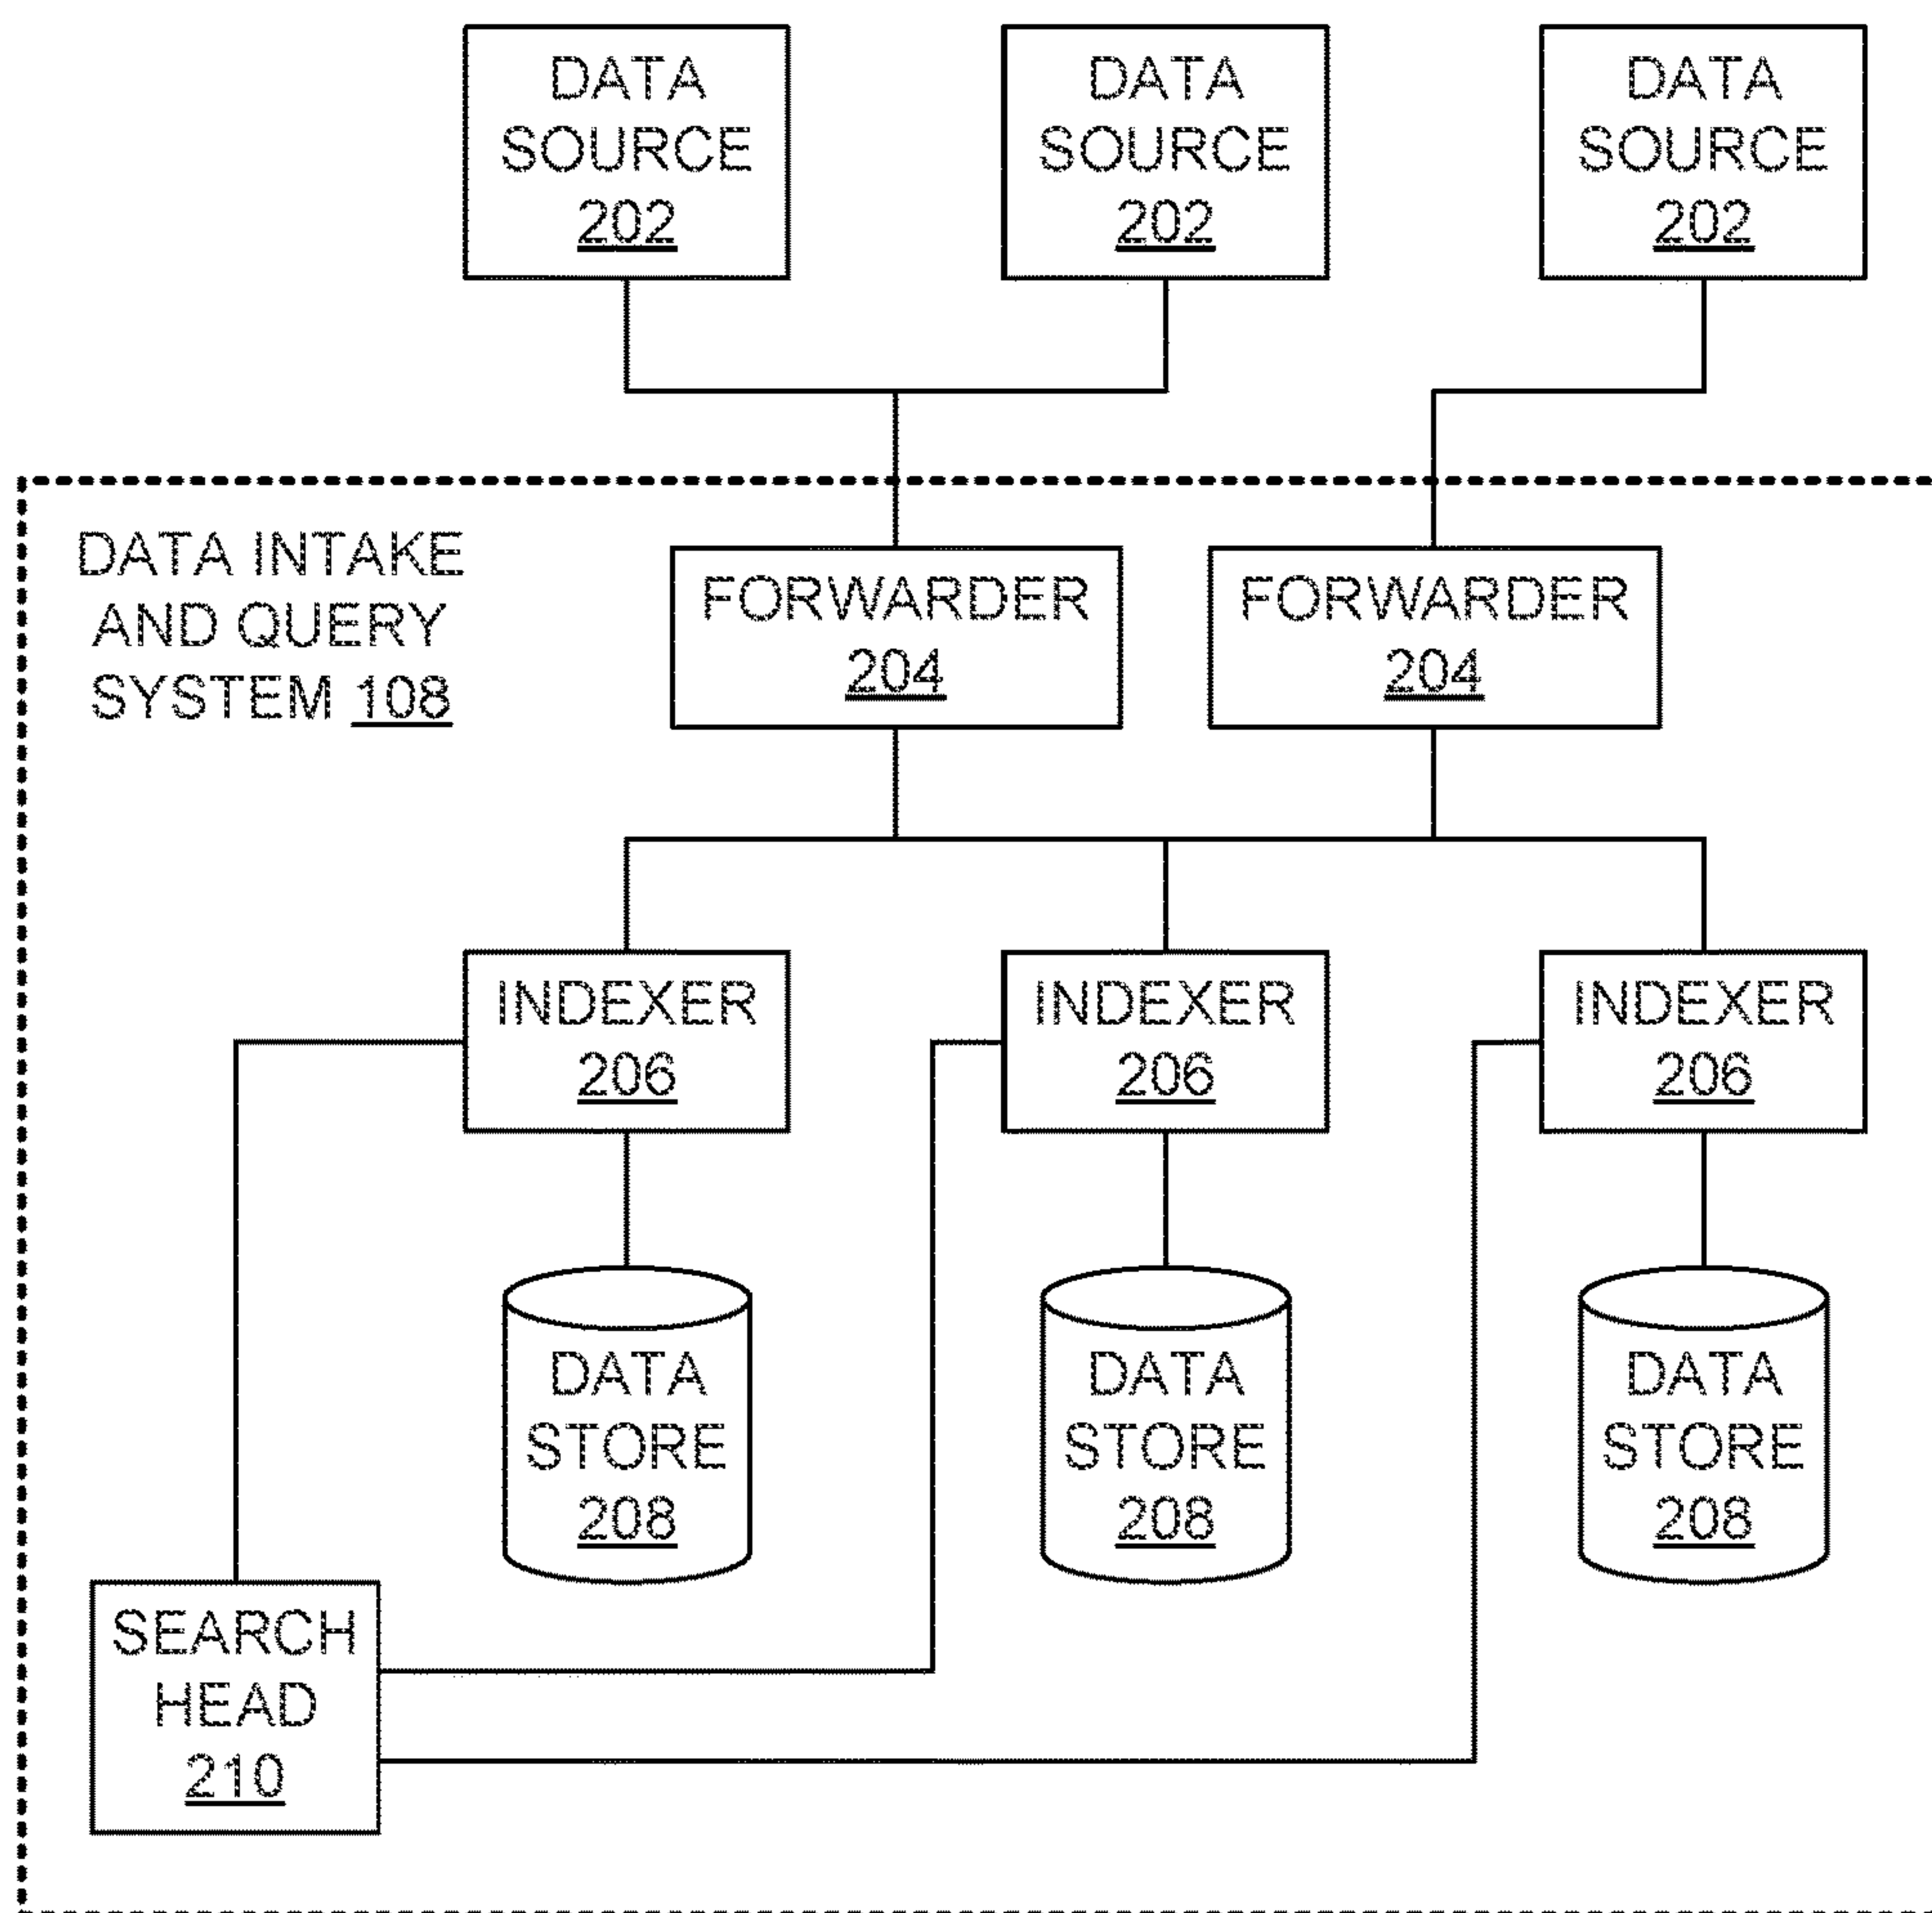 DATA
SOURCE
202
DATA
SOURCE
202
DATA
SOURCE
202
DATA INTAKE
AND QUERY
SYSTEM 108
FORWARDER
204
FORWARDER
204
INDEXER
206
INDEXER
206
INDEXER
206
DATA
STORE
208
DATA
STORE
208
DATA
STORE
208
SEARCH
HEAD
210